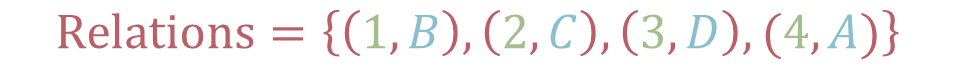 Relations = {(1, B), (2, C), (3, D), (4, A)}